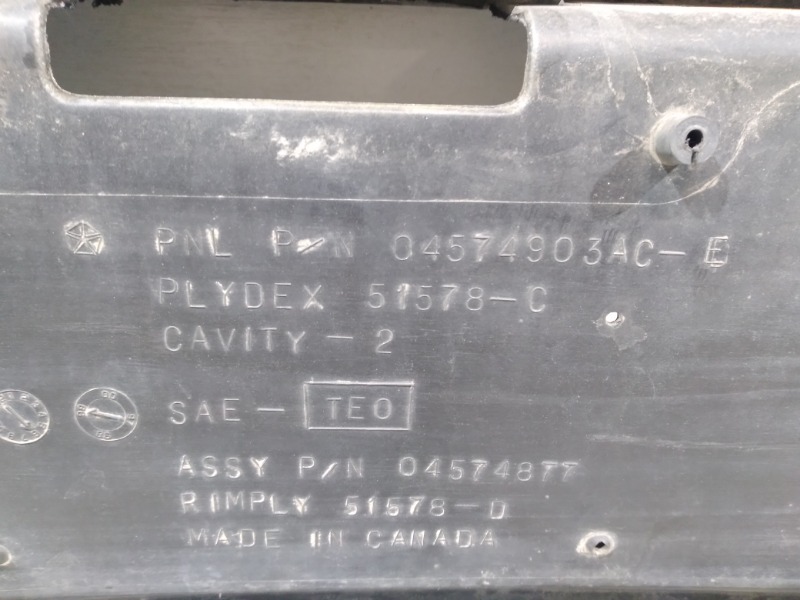 PNL P/N 04574903AC-E
PLYDEX 51578-C
CAVITY - 2
SAE - TEO
ASSY P/N 04574877
RIMPLY 51578-D
MADE IN CANADA